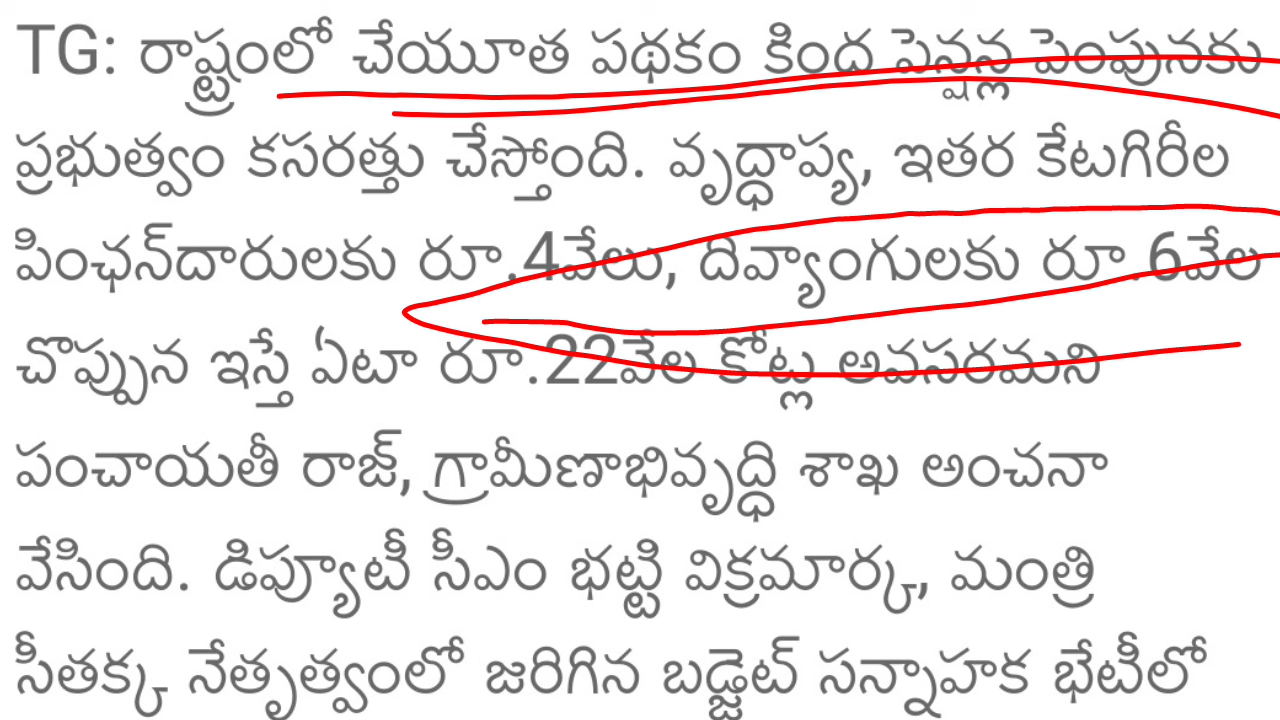 TG: రాష్ట్రంలో చేయూత పథకం కింద పెన్షన్ల పెంపునకు
ప్రభుత్వం కసరత్తు చేస్తోంది. వృద్ధాప్య, ఇతర కేటగిరీల
పింఛన్‌దారులకు రూ.4వేలు, దివ్యాంగులకు రూ.6వేల
చొప్పున ఇస్తే ఏటా రూ.22వేల కోట్ల అవసరమని
పంచాయతీ రాజ్, గ్రామీణాభివృద్ధి శాఖ అంచనా
వేసింది. డిప్యూటీ సీఎం భట్టి విక్రమార్క, మంత్రి
సీతక్క నేతృత్వంలో జరిగిన బడ్జెట్ సన్నాహక భేటీలో